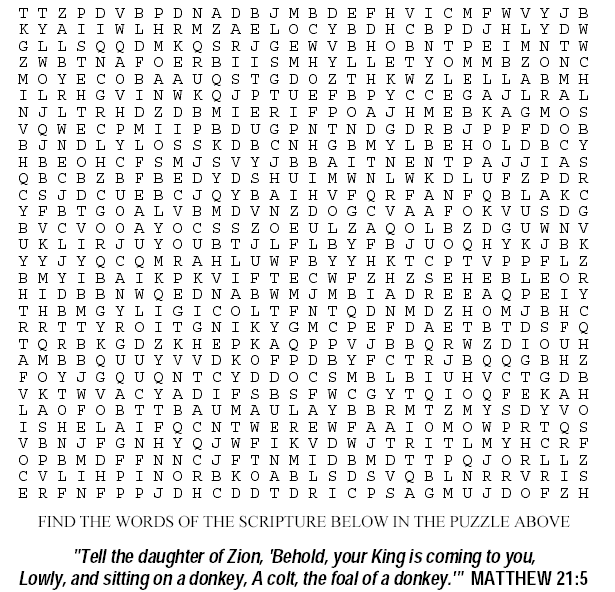 T T Z P D V B P D N A D B J M B D E F H V I C M F W V Y J B
K Y A I I W L H R M Z A E L O C Y B D H C B P D J H L Y D W
G L L S Q Q D M K Q S R J G E W V B H O B N T P E I M N T W
Z W B T N A F O E R B I I S M H Y L L E T Y O M M B Z O N C
M O Y E C O B A A U Q S T G D O Z T H K W Z L E L L A B M H
I L R H G V I N W K Q J P T U E F B P Y C C E G A J L R A L
N J L T R H D Z D B M I E R I F P O A J H M E B K A G M O S
V Q W E C P M I I P B D U G P N T N D G D R B J P P F D O B
B J N D L Y L O S S K D B C N H G B M Y L B E H O L D B C Y
H B E O H C F S M J S V Y J B B A I T N E N T P A J J I A S
Q B C B Z B F B E D Y D S H U I M W N L W K D L U F Z P D R
C S J D C U E B C J Q Y B A I H V F Q R F A N F Q B L A K C
Y F B T G O A L V B M D V N Z D O G C V A A F O K V U S D G
B V C V O O A Y O C S S Z O E U L Z A Q O L B Z D G U W N V
U K L I R J U Y O U B T J L F L B Y F B J U O Q H Y K J B K
Y Y J Y Q C Q M R A H L U W F B Y Y H K T C P T V P P F L Z
B M Y I B A I K P K V I F T E C W F Z H Z S E H E B L E O R
H I D B B N W Q E D N A B W M J M B I A D R E E A Q P E I Y
T H B M G Y L I G I C O L T F N T Q D N M D Z H O M J B H C
R R T T Y R O I T G N I K Y G M C P E F D A E T B T D S F Q
T Q R B K G D Z K H E P K A Q P P V J B B Q R W Z D I O U H
A M B B Q U U Y V V D K O F P D B Y F C T R J B Q Q G B H Z
F O Y J G Q U Q N T C Y D D O C S M B L B I U H V C T G D B
V K T W V A C Y A D I F S B S F W C G Y T Q I O Q F E K A H
L A O F O B T T B A U M A U L A Y B B R M T Z M Y S D Y V O
I S H E L A I F Q C N T W E R E W F A A I O M O W P R T Q S
V B N J F G N H Y Q J W F I K V D W J T R I T L M Y H C R F
O P B M D F F N N C J F T N M I D B M D T T P Q J O R L L Z
C V L I H P I N O R B K O A B L S D S V Q B L N R R V R I S
E R F N F P P J D H C D D T D R I C P S A G M U J D O F Z H
FIND THE WORDS OF THE SCRIPTURE BELOW IN THE PUZZLE ABOVE
"Tell the daughter of Zion, 'Behold, your King is coming to you,
Lowly, and sitting on a donkey, A colt, the foal of a donkey.'" MATTHEW 21:5